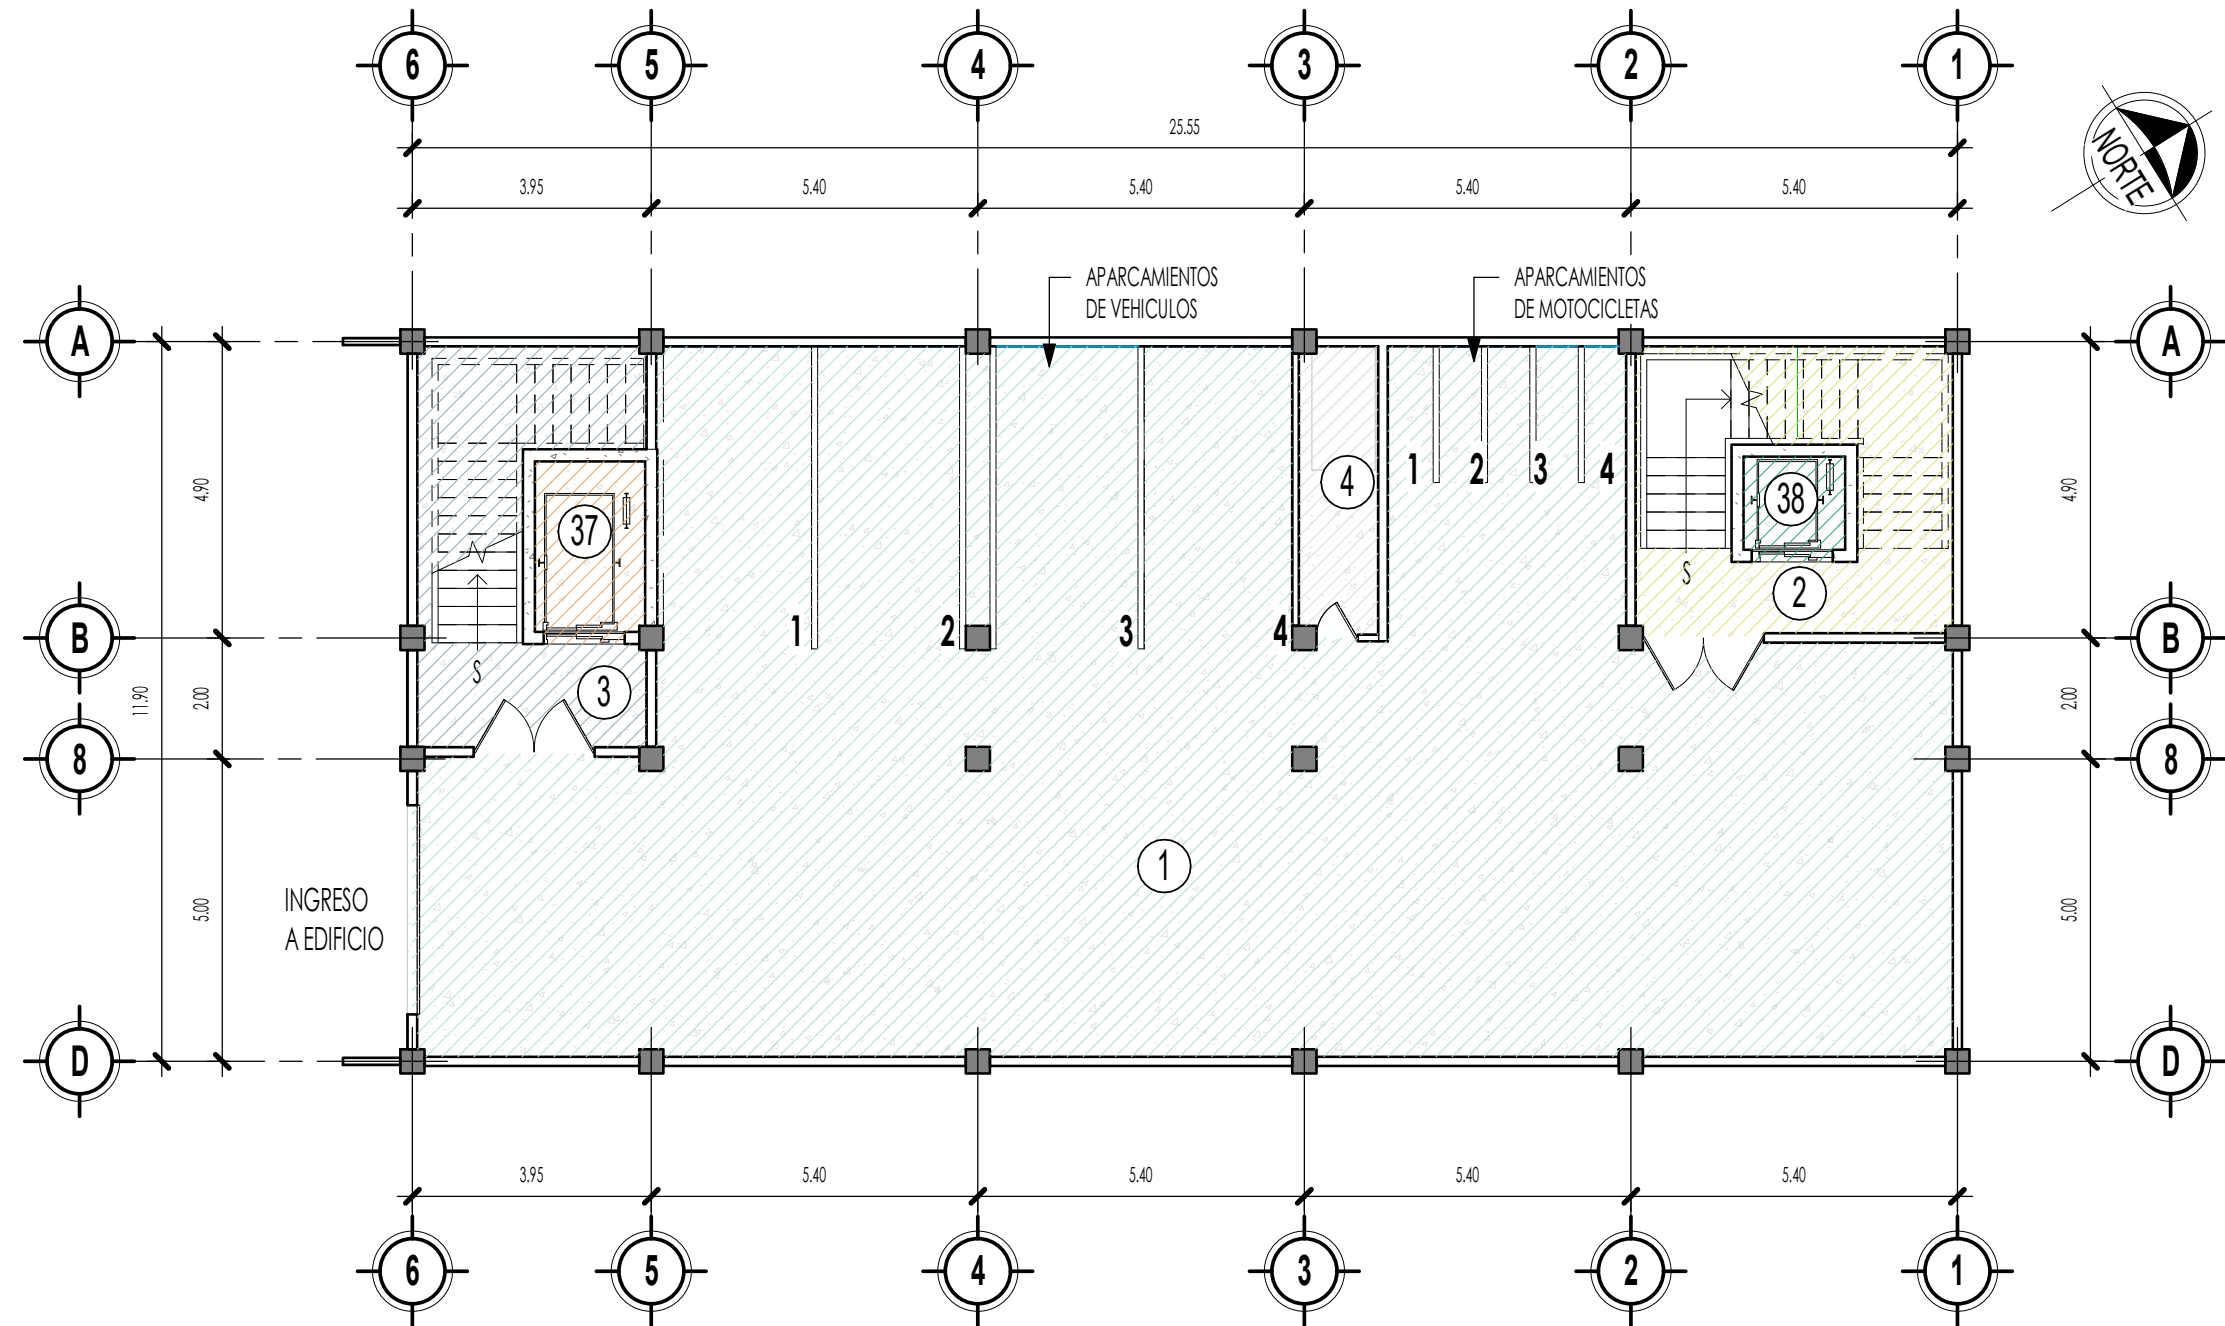 6 5 4 3 2 1
25.55
NORTE
3.95 5.40 5.40 5.40 5.40
APARCAMIENTOS
DE VEHICULOS
APARCAMIENTOS
DE MOTOCICLETAS
A A
1 2 3 4
4
4.90 37 38 4.90
S
2
B 1 2 3 4 B
S
3
11.90 2.00 2.00
8 8
1
INGRESO
A EDIFICIO
5.00 5.00
D D
3.95 5.40 5.40 5.40 5.40
6 5 4 3 2 1